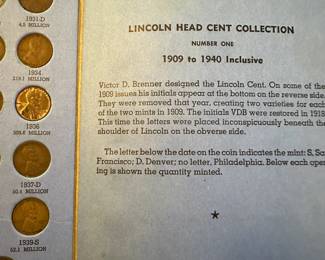 1931-D
4.5 MILLION
1934
219.1 MILLION
1936
309.6 MILLION
1937-D
50.4 MILLION
1939-S
52.1 MILLION
LINCOLN HEAD CENT COLLECTION
NUMBER ONE
1909 to 1940 Inclusive
Victor D. Brenner designed the Lincoln Cent. On some of the
1909 issues his initials appear at the bottom on the reverse side.
They were removed that year, creating two varieties for each
of the two mints in 1909. The initials VDB were restored in 1918.
This time the letters were placed inconspicuously beneath the
shoulder of Lincoln on the obverse side.
The letter below the date on the coin indicates the mint: S, San
Francisco; D, Denver; no letter, Philadelphia. Below each open-
ing is shown the quantity minted.